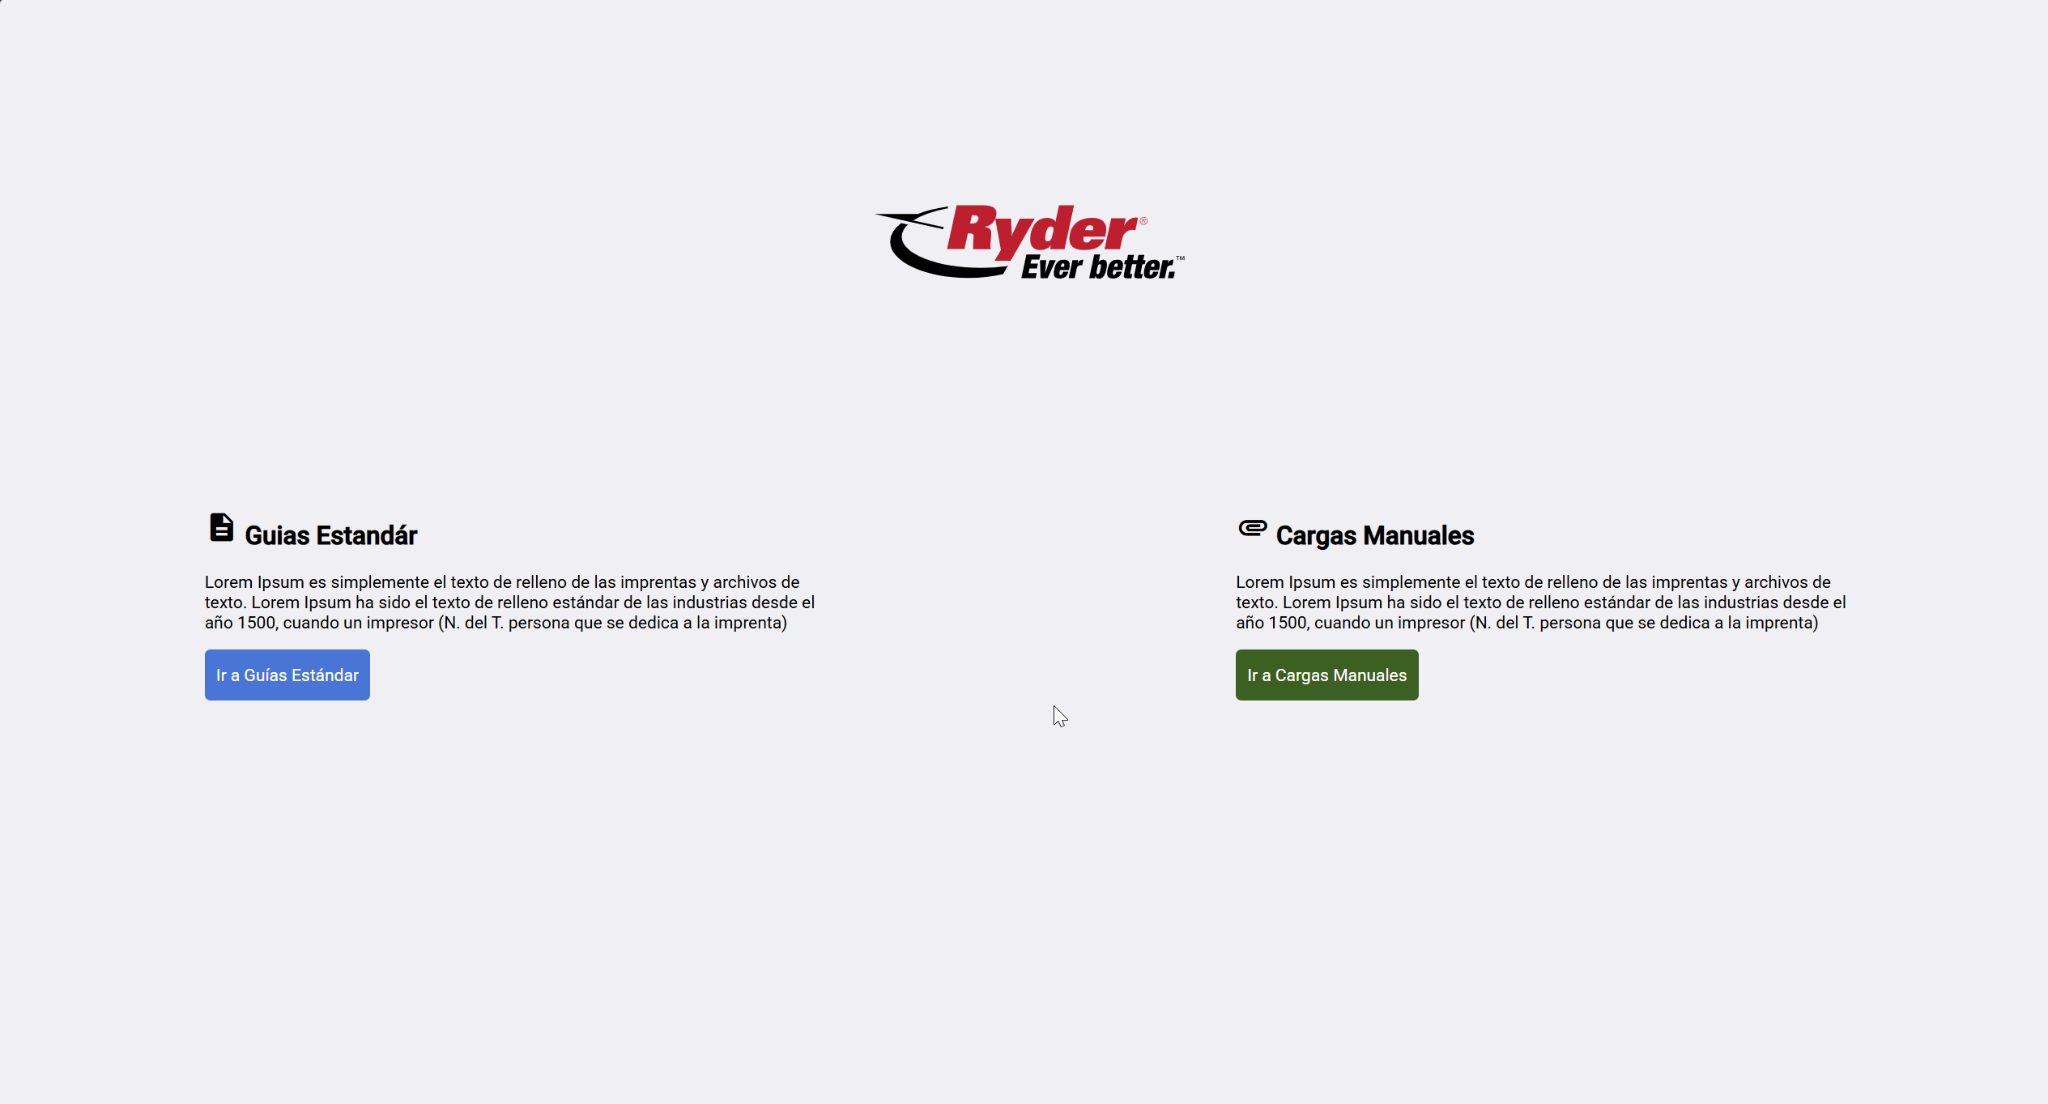 Ryder®
Ever better.™
Guias Estandár
Lorem Ipsum es simplemente el texto de relleno de las imprentas y archivos de
texto. Lorem Ipsum ha sido el texto de relleno estándar de las industrias desde el
año 1500, cuando un impresor (N. del T. persona que se dedica a la imprenta)
Ir a Guías Estándar
Cargas Manuales
Lorem Ipsum es simplemente el texto de relleno de las imprentas y archivos de
texto. Lorem Ipsum ha sido el texto de relleno estándar de las industrias desde el
año 1500, cuando un impresor (N. del T. persona que se dedica a la imprenta)
Ir a Cargas Manuales